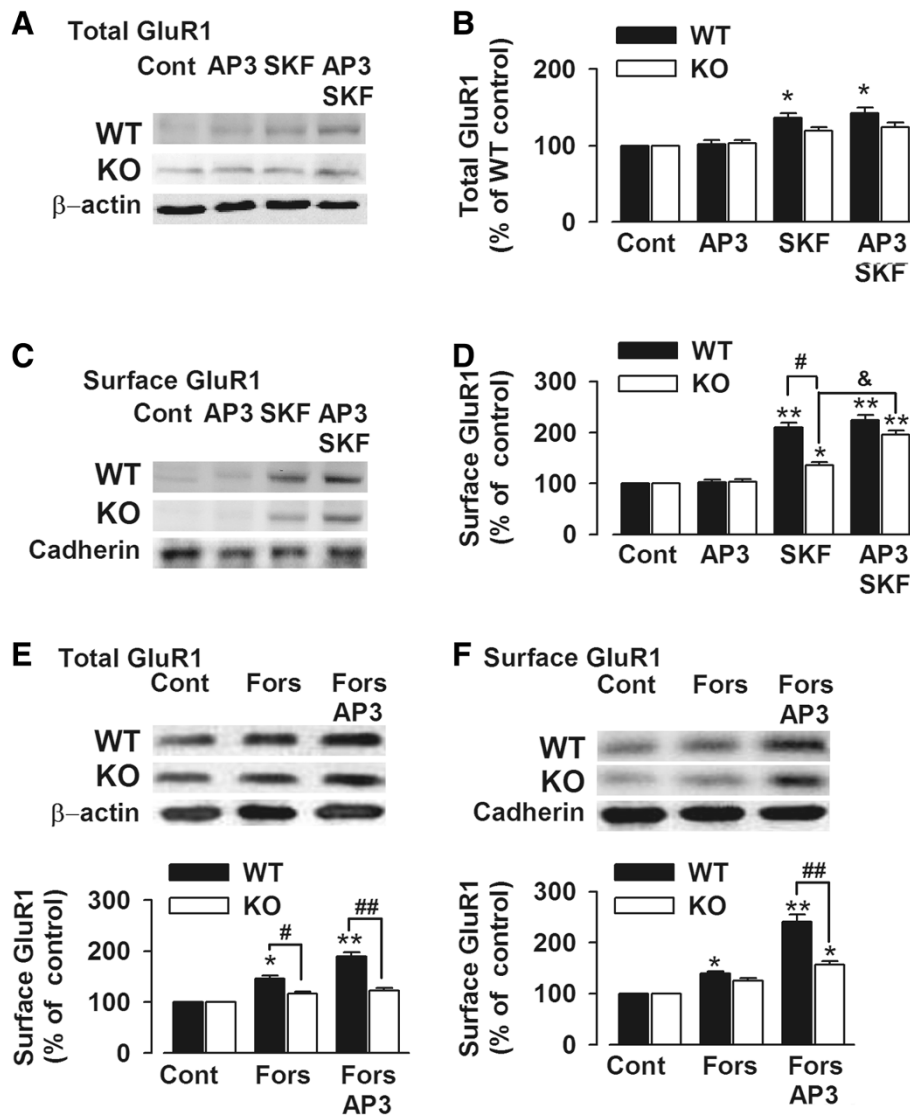 A
Total GluR1
Cont AP3 SKF AP3
SKF
WT
KO
β–actin
B
WT
KO
Total GluR1
(% of WT control)
200
100
0
* *
Cont AP3 SKF AP3
SKF
C
Surface GluR1
Cont AP3 SKF AP3
SKF
WT
KO
Cadherin
D
WT
KO
Surface GluR1
(% of control)
300
200
100
0
# &
** * ** **
Cont AP3 SKF AP3
SKF
E Total GluR1
Cont Fors Fors
AP3
WT
KO
β–actin
WT
KO
Surface GluR1
(% of control)
300
200
100
0
# ##
* **
Cont Fors Fors
AP3
F Surface GluR1
Cont Fors Fors
AP3
WT
KO
Cadherin
WT
KO
Surface GluR1
(% of control)
300
200
100
0
##
* ** *
Cont Fors Fors
AP3